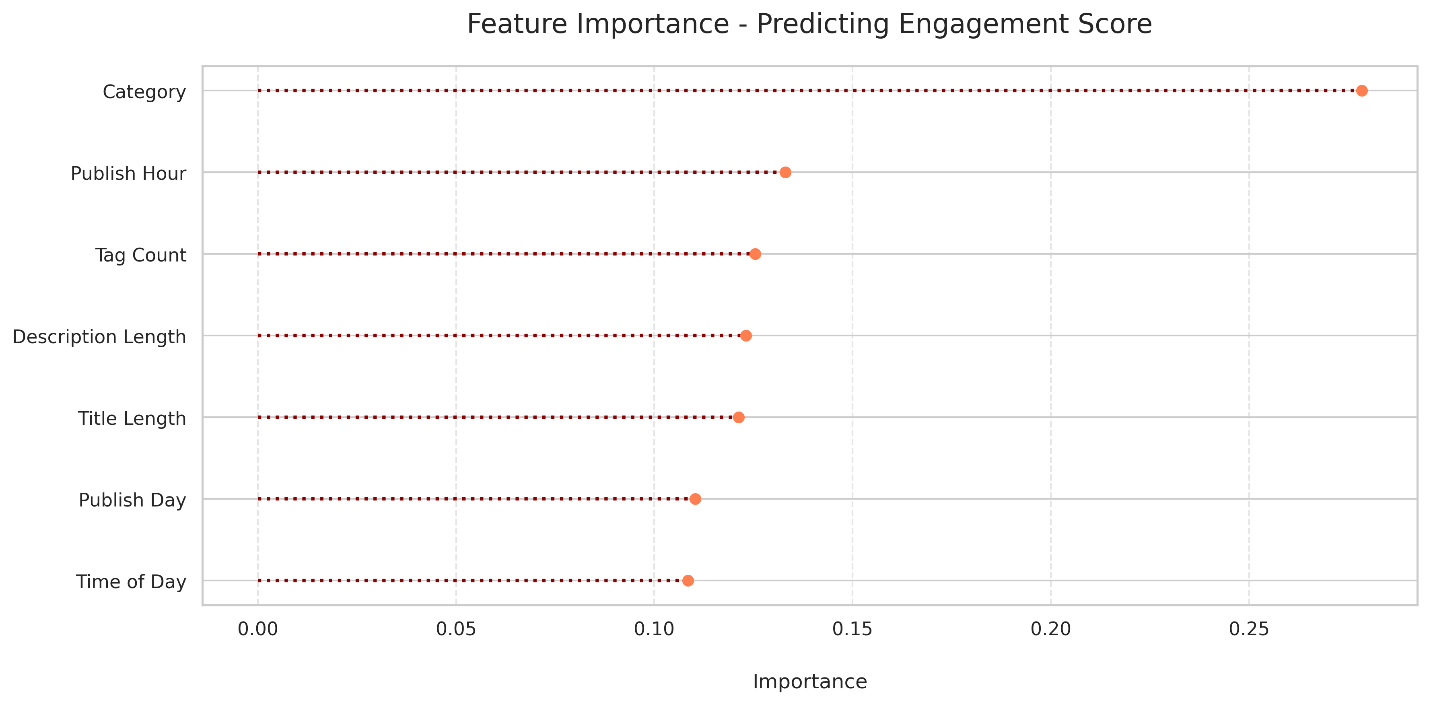 Feature Importance - Predicting Engagement Score
Category
Publish Hour
Tag Count
Description Length
Title Length
Publish Day
Time of Day
0.00 0.05 0.10 0.15 0.20 0.25
Importance